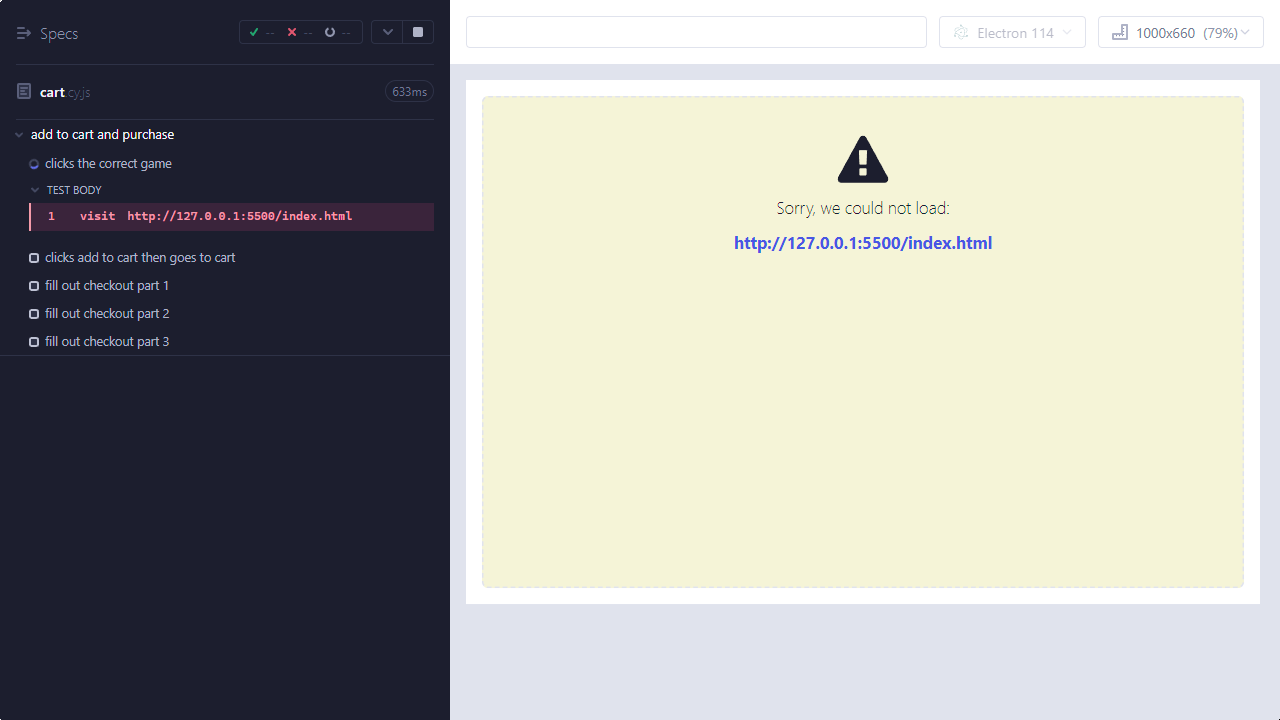 Specs
-- -- --
cart.cy.js
633ms
add to cart and purchase
clicks the correct game
TEST BODY
1 visit http://127.0.0.1:5500/index.html
clicks add to cart then goes to cart
fill out checkout part 1
fill out checkout part 2
fill out checkout part 3
Electron 114
1000x660 (79%)
Sorry, we could not load:
http://127.0.0.1:5500/index.html